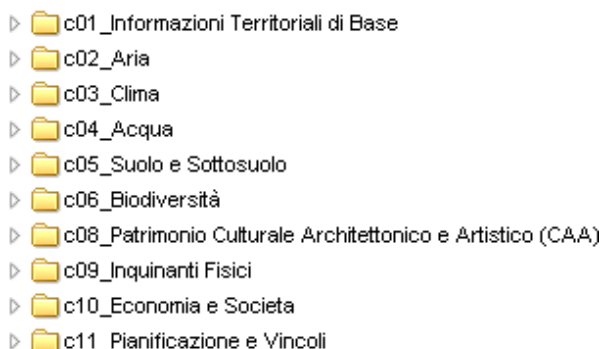 c01_Informazioni Territoriali di Base
c02_Aria
c03_Clima
c04_Acqua
c05_Suolo e Sottosuolo
c06_Biodiversità
c08_Patrimonio Culturale Architettonico e Artistico (CAA)
c09_Inquinanti Fisici
c10_Economia e Societa
c11_Pianificazione e Vincoli